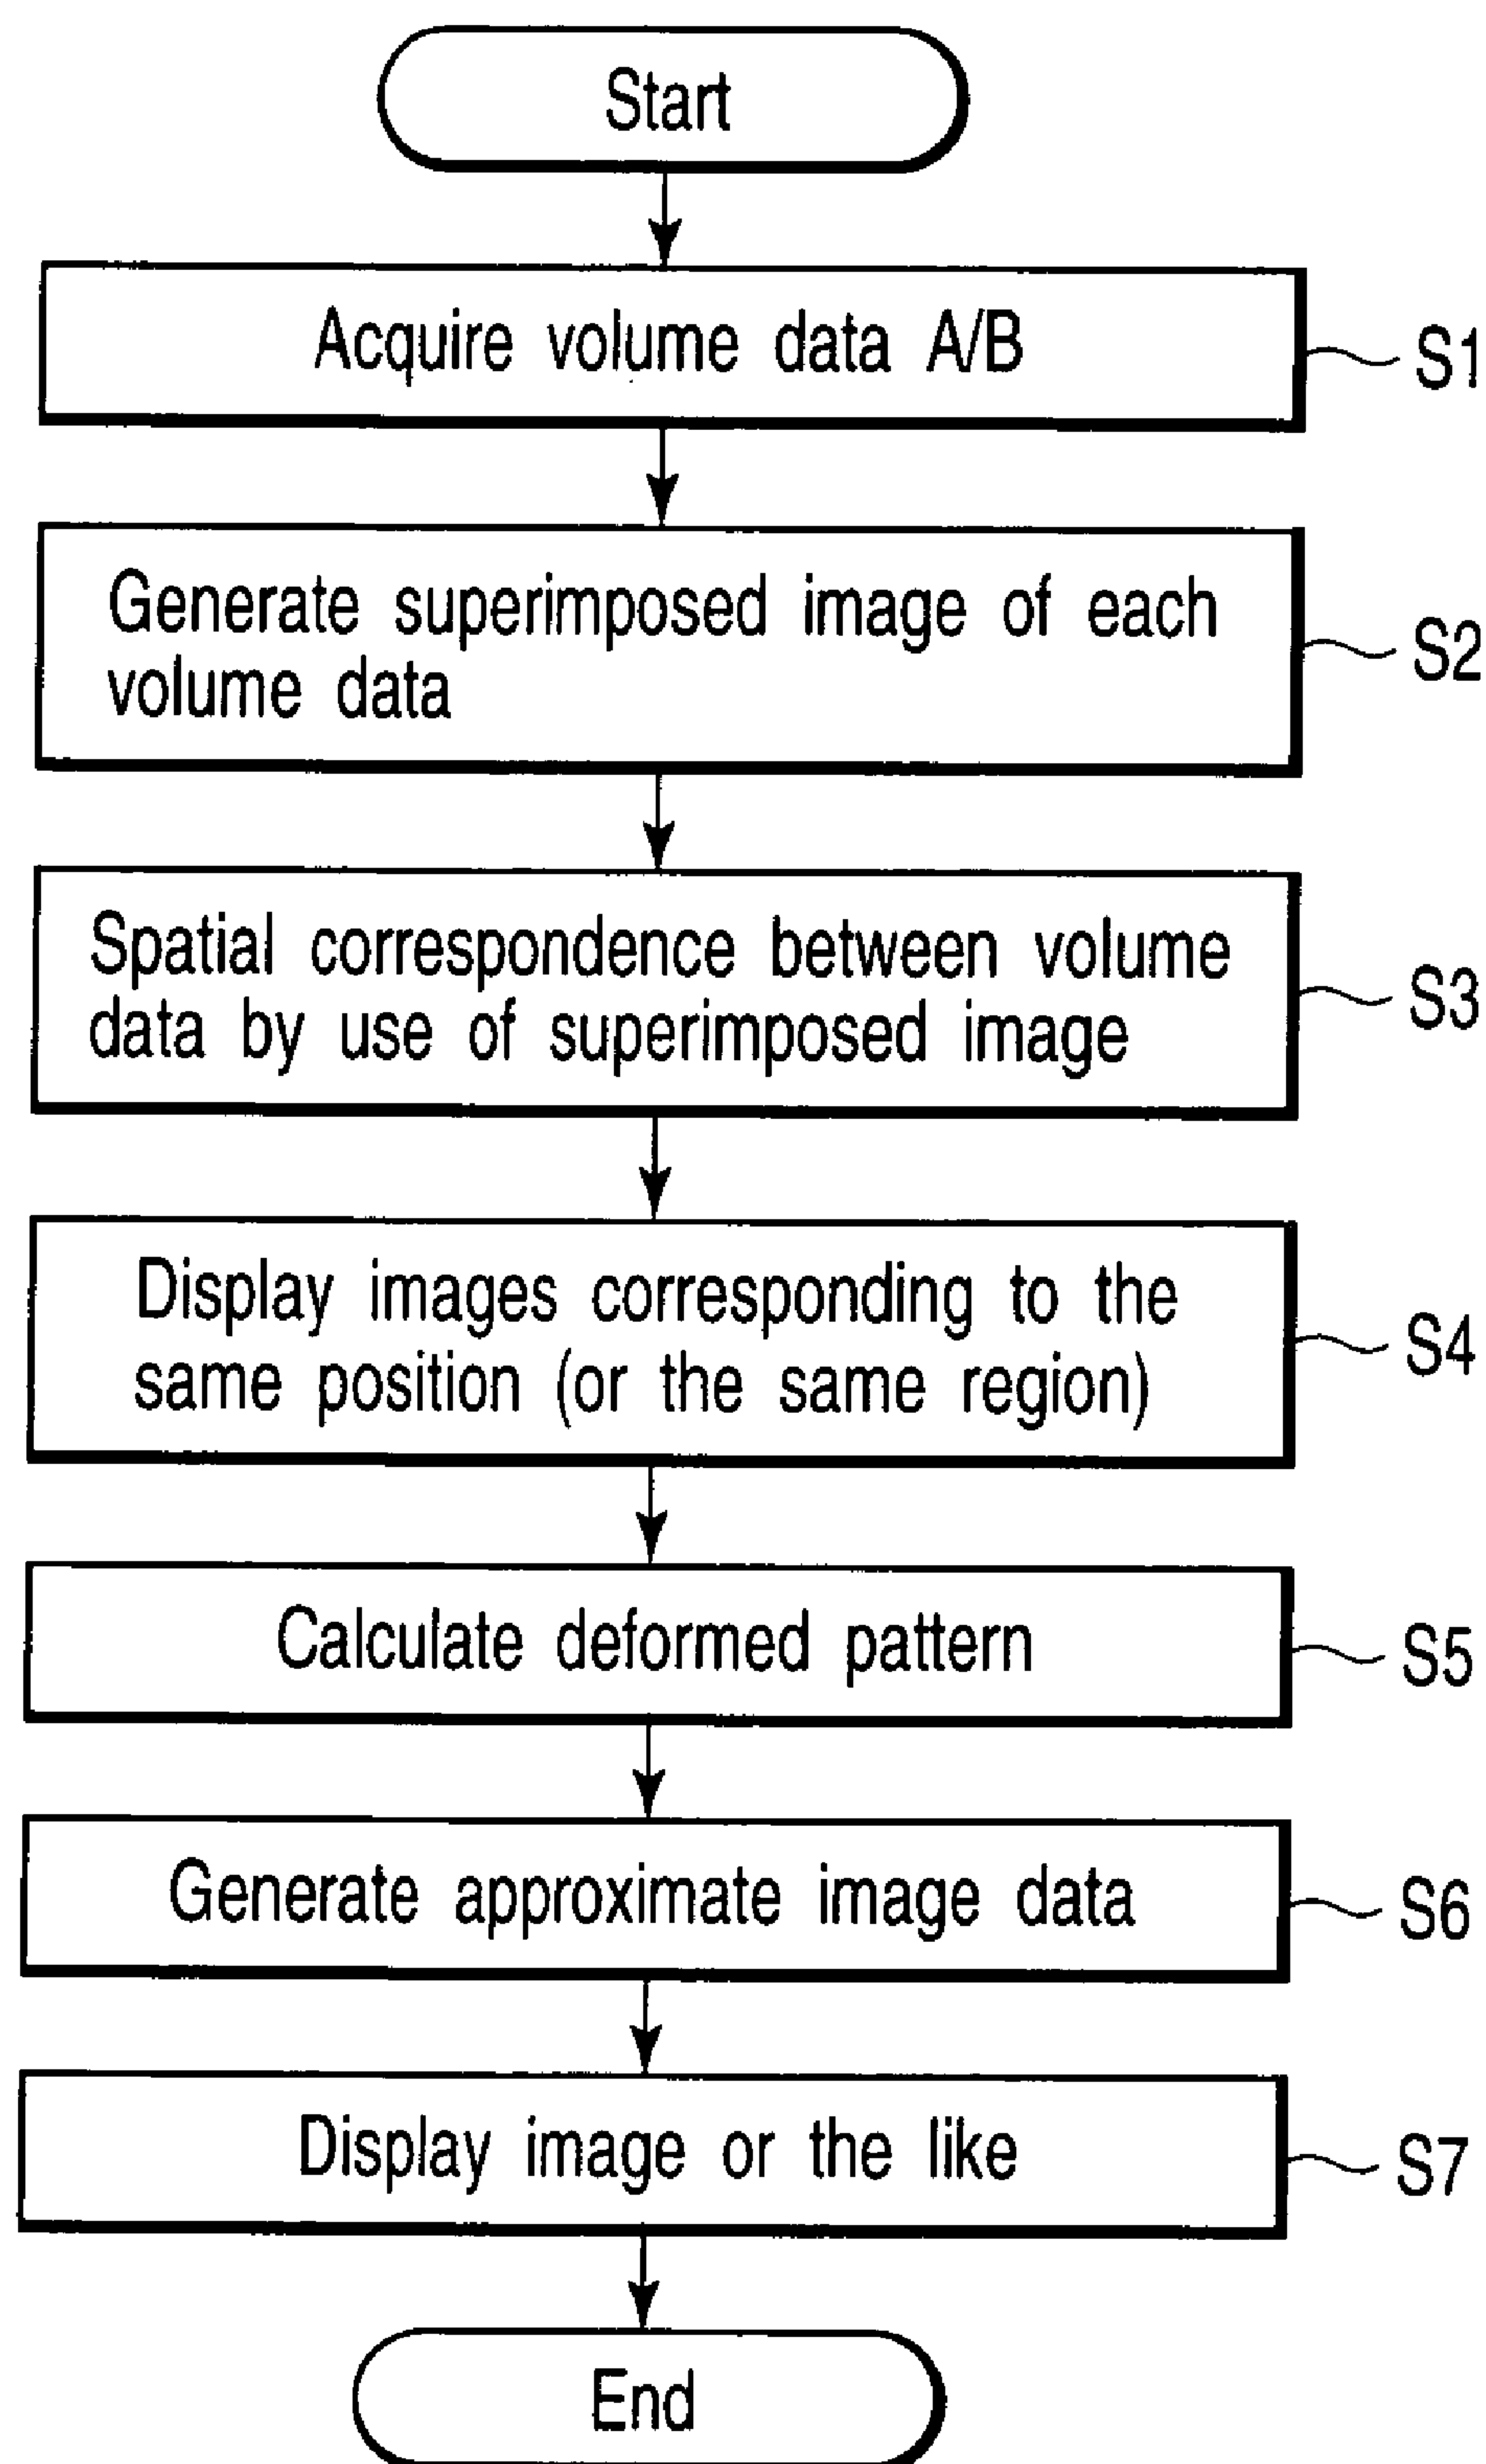 Start
Acquire volume data A/B
S1
Generate superimposed image of each
volume data
S2
Spatial correspondence between volume
data by use of superimposed image
S3
Display images corresponding to the
same position (or the same region)
S4
Calculate deformed pattern
S5
Generate approximate image data
S6
Display image or the like
S7
End